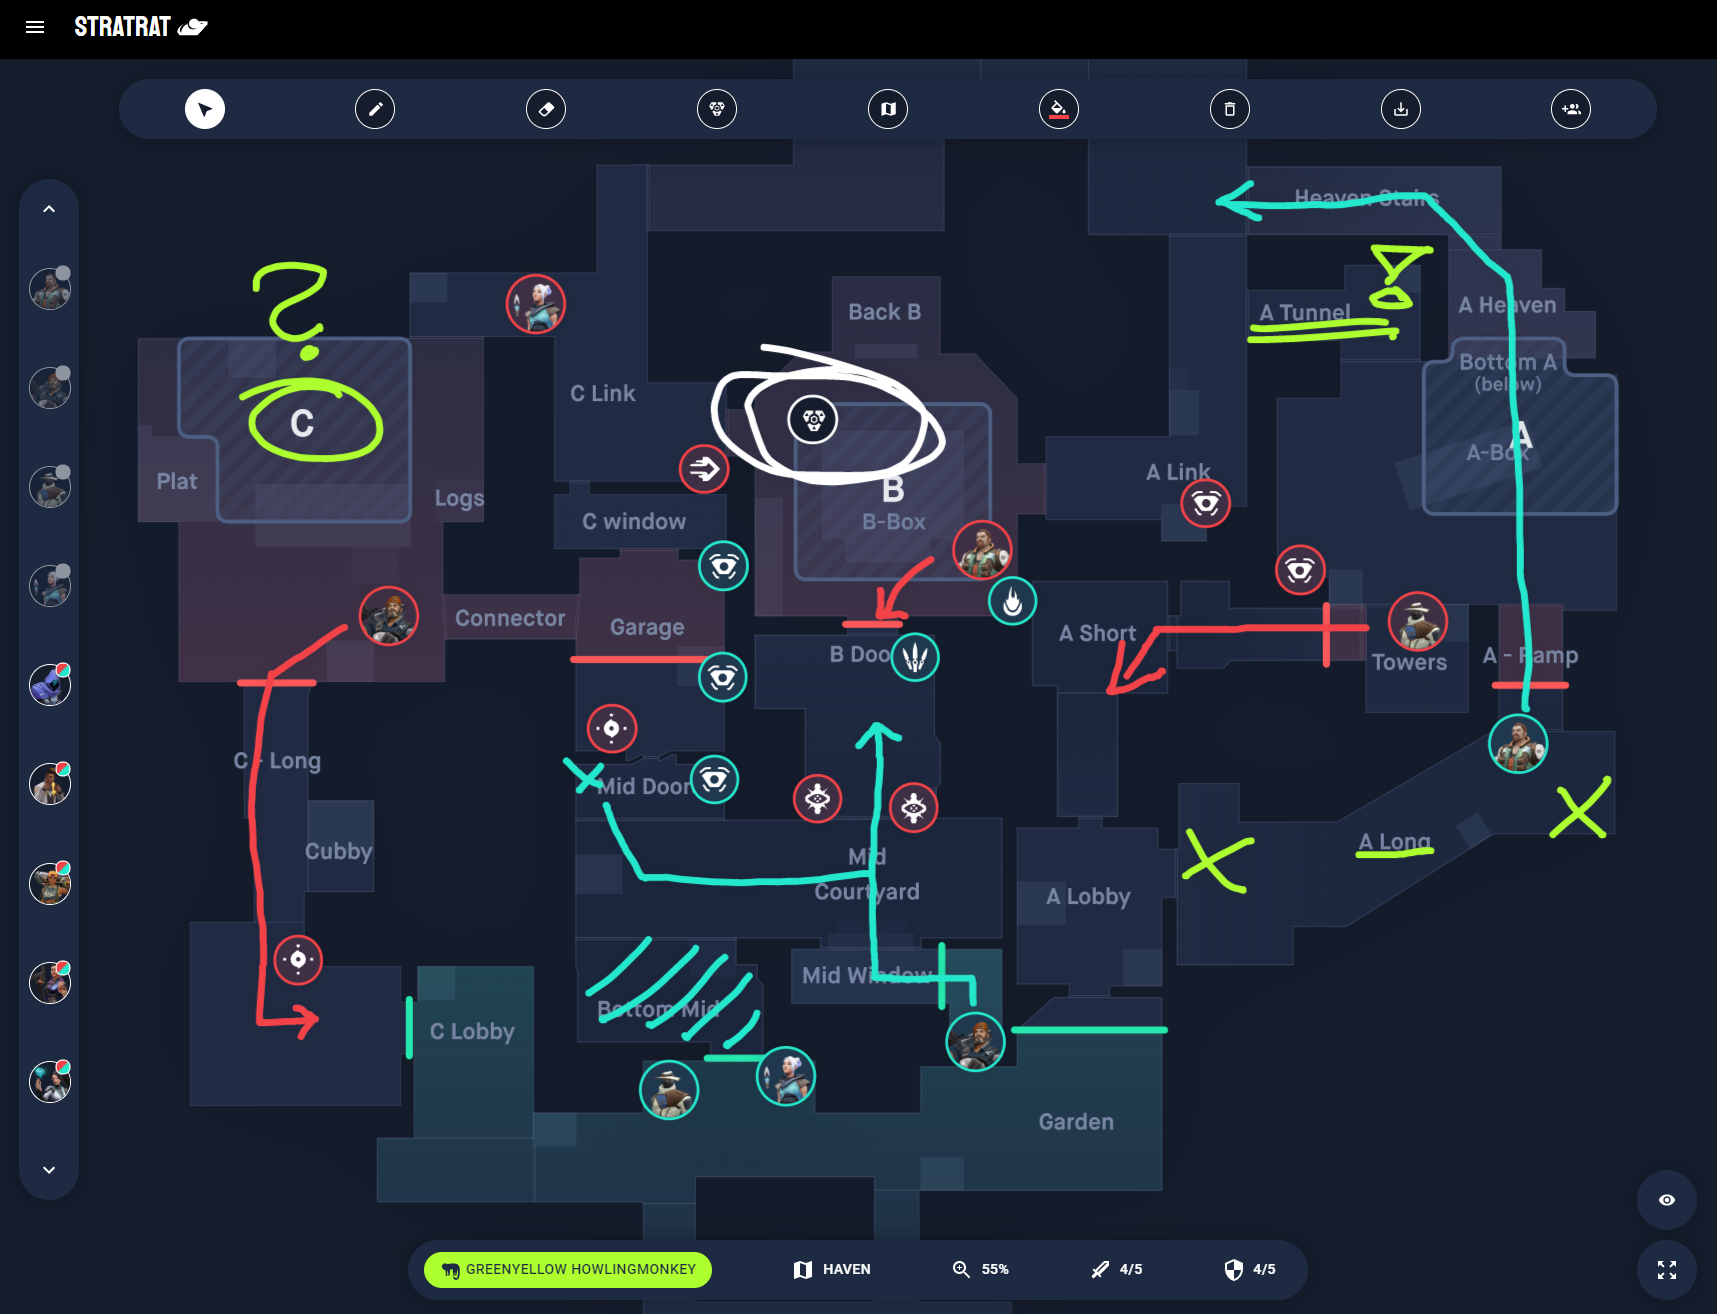 STRATRAT
Heaven Stairs
A Tunnel
A Heaven
Back B
Bottom A
(below)
?
C Link
C
A
A-Box
A Link
Plat
Logs
B
C window
B-Box
Connector
Garage
A Short
B Doo
Towers
A - Ramp
C - Long
Mid Door
A Long
Cubby
Mid
Courtyard
A Lobby
Mid Window
Bottom Mid
C Lobby
Garden
GREENYELLOW HOWLINGMONKEY
HAVEN
55%
4/5
4/5